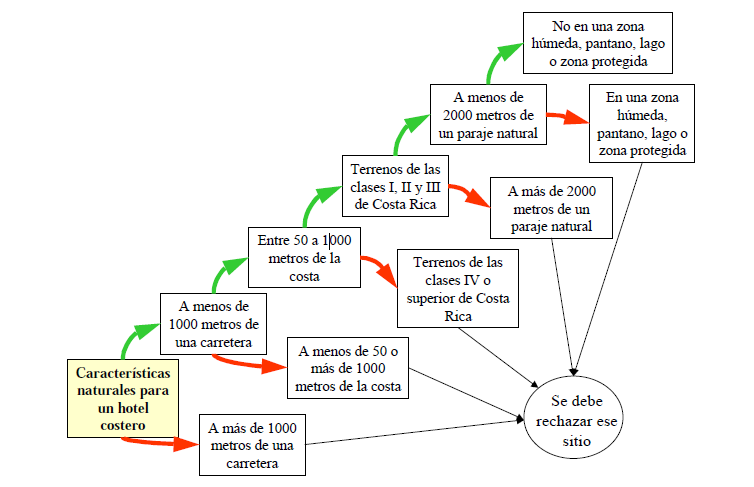 No en una zona
húmeda, pantano, lago
o zona protegida
A menos de
2000 metros de
un paraje natural
En una zona
húmeda,
pantano, lago o
zona protegida
Terrenos de las
clases I, II y III
de Costa Rica
A más de 2000
metros de un
paraje natural
Entre 50 a 1000
metros de la
costa
Terrenos de las
clases IV o
superior de Costa
Rica
A menos de
1000 metros de
una carretera
A menos de 50 o
más de 1000
metros de la costa
Características
naturales para
un hotel
costero
A más de 1000
metros de una
carretera
Se debe
rechazar ese
sitio